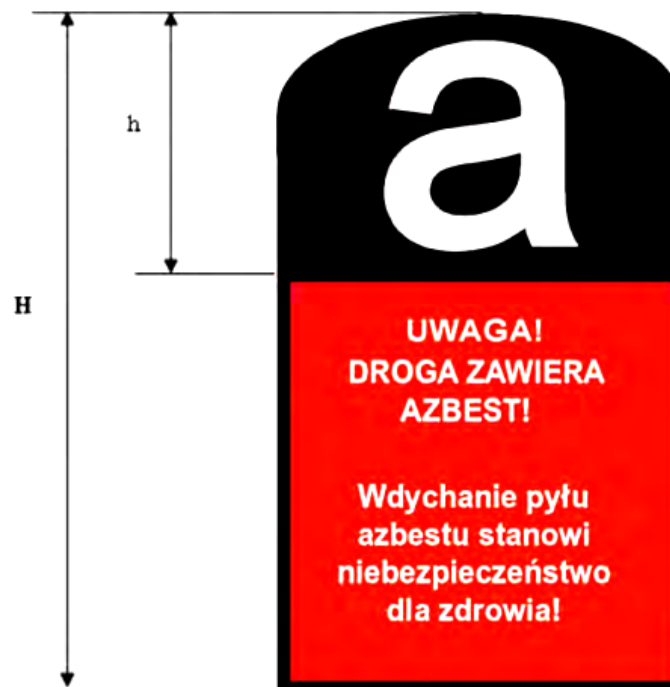 a
h
H
UWAGA!
DROGA ZAWIERA
AZBEST!
Wdychanie pyłu
azbestu stanowi
niebezpieczeństwo
dla zdrowia!